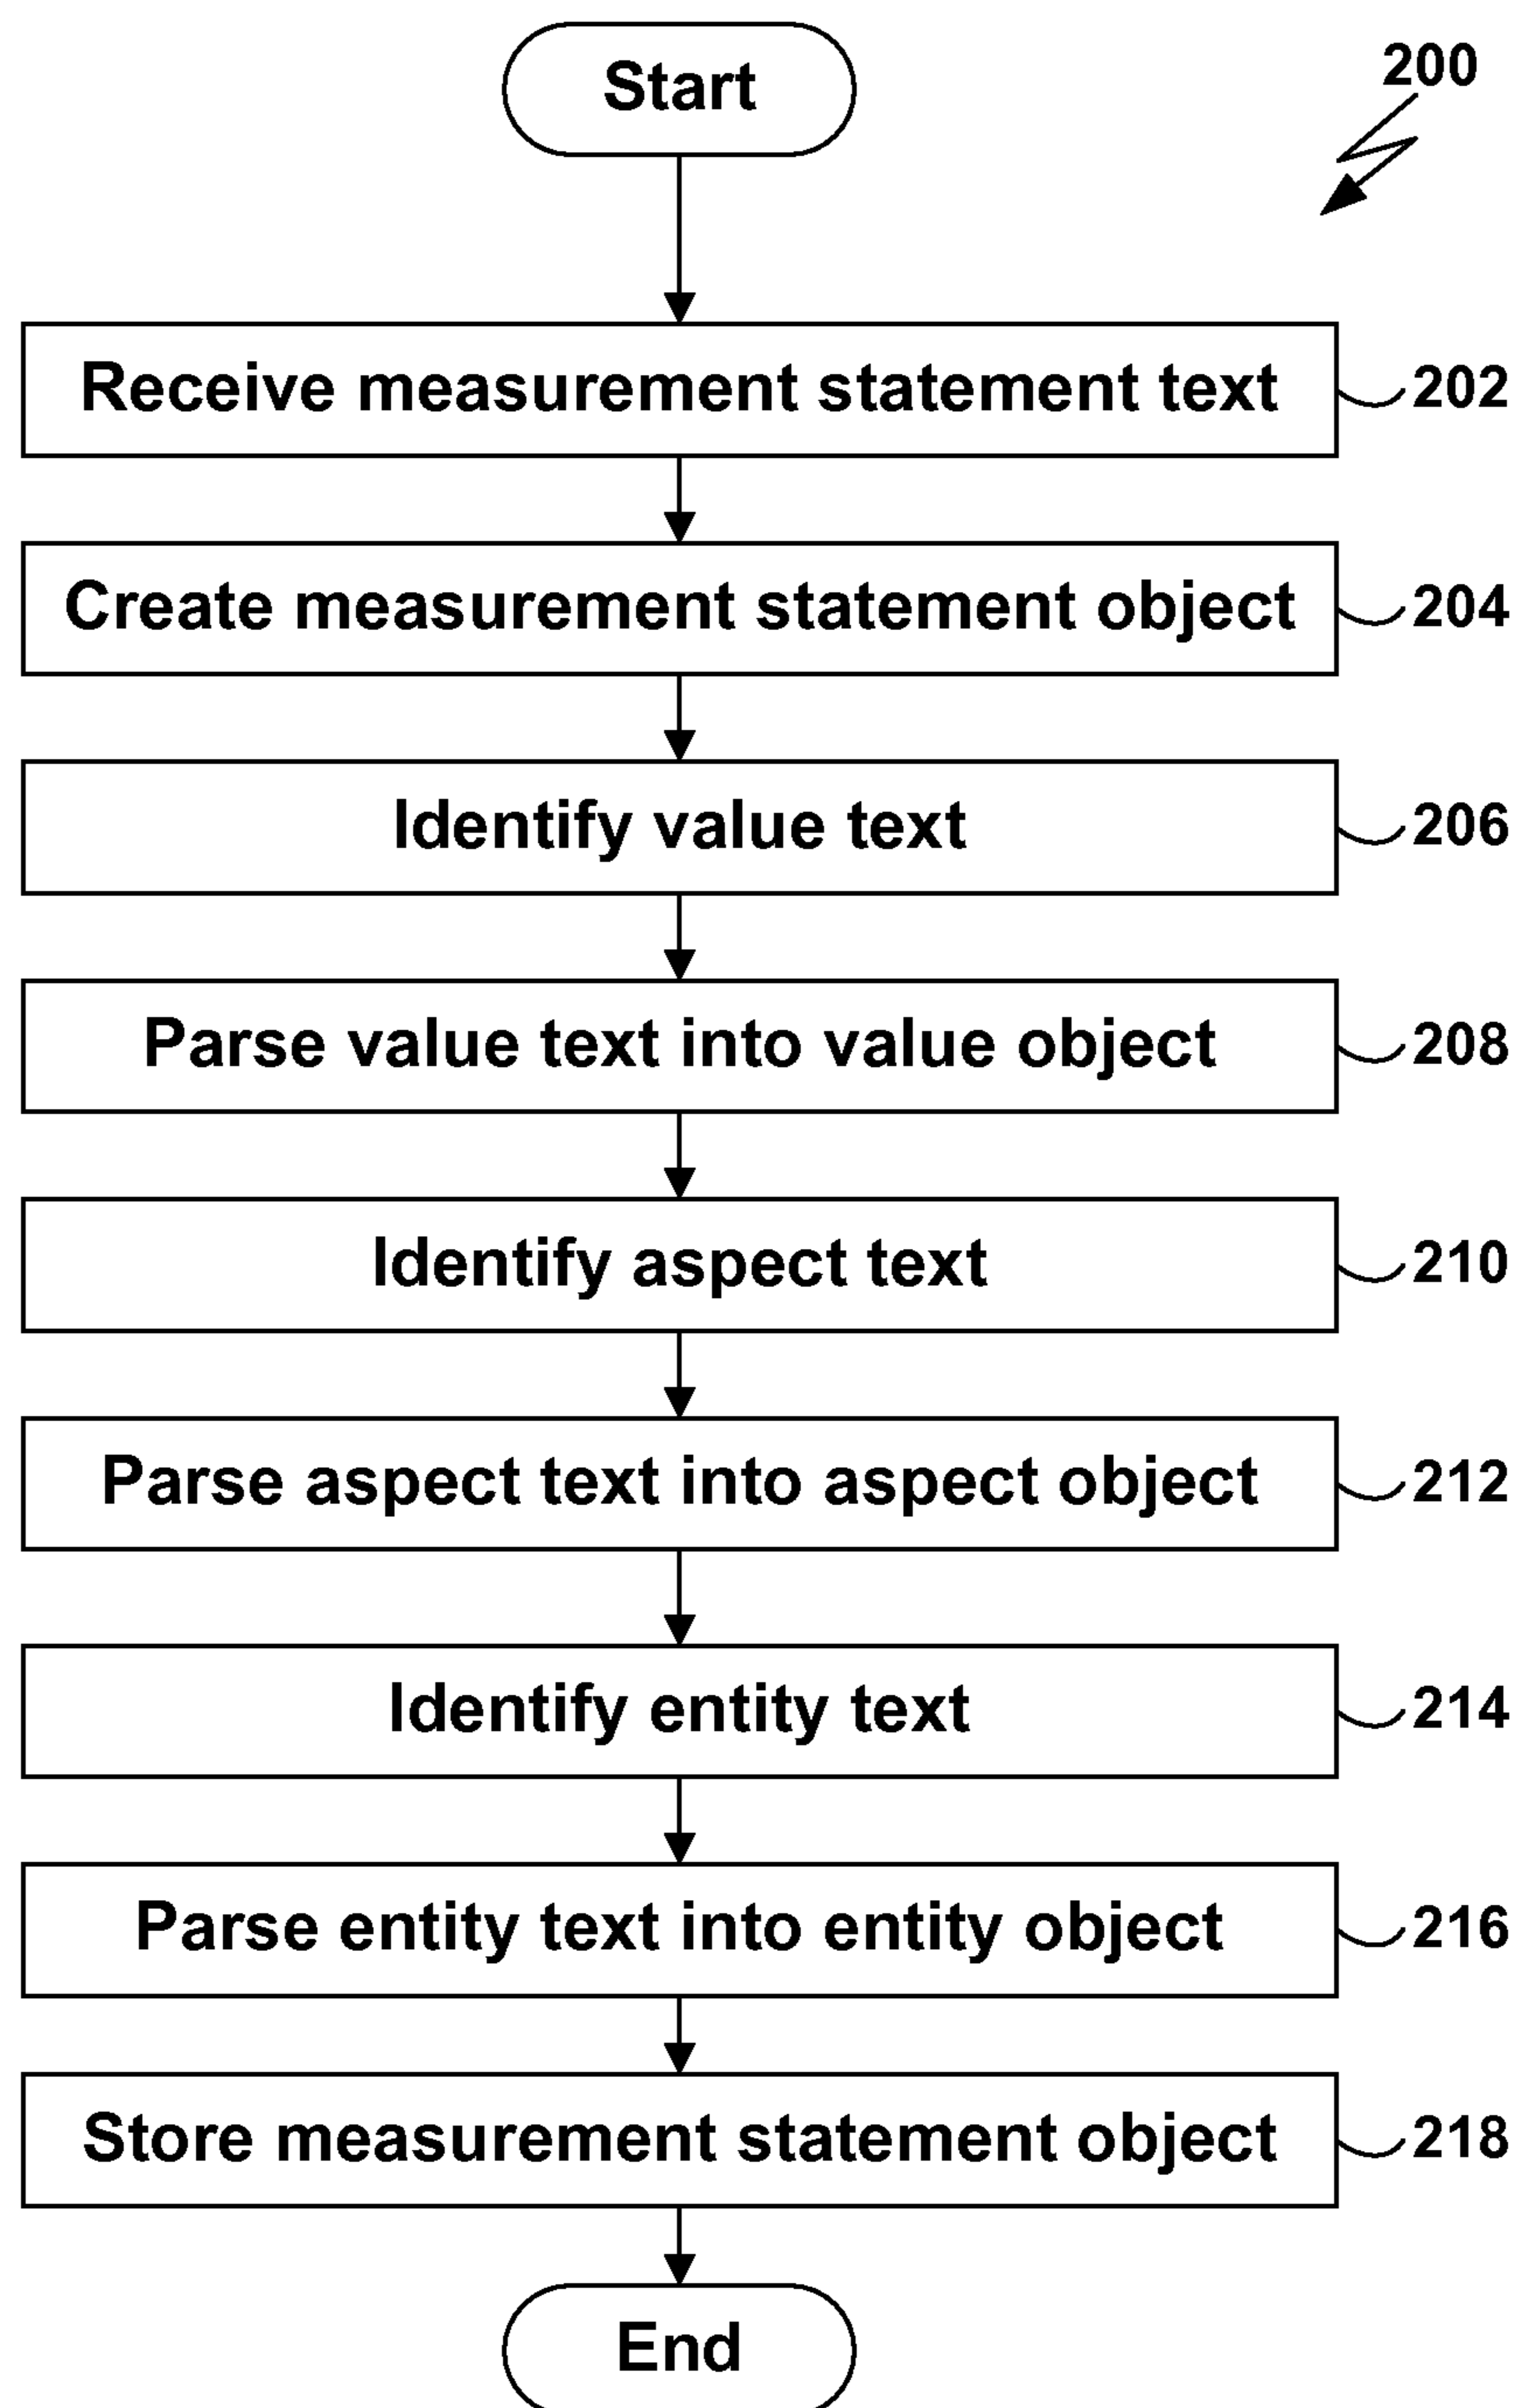 Start
200
Receive measurement statement text
202
Create measurement statement object
204
Identify value text
206
Parse value text into value object
208
Identify aspect text
210
Parse aspect text into aspect object
212
Identify entity text
214
Parse entity text into entity object
216
Store measurement statement object
218
End